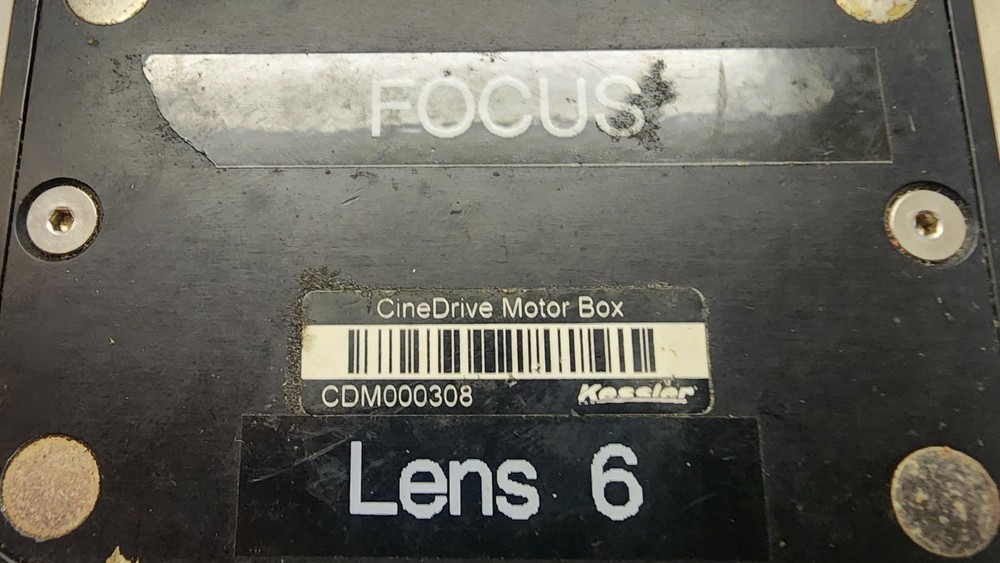 FOCUS
CineDrive Motor Box
CDM000308 Kessler
Lens 6